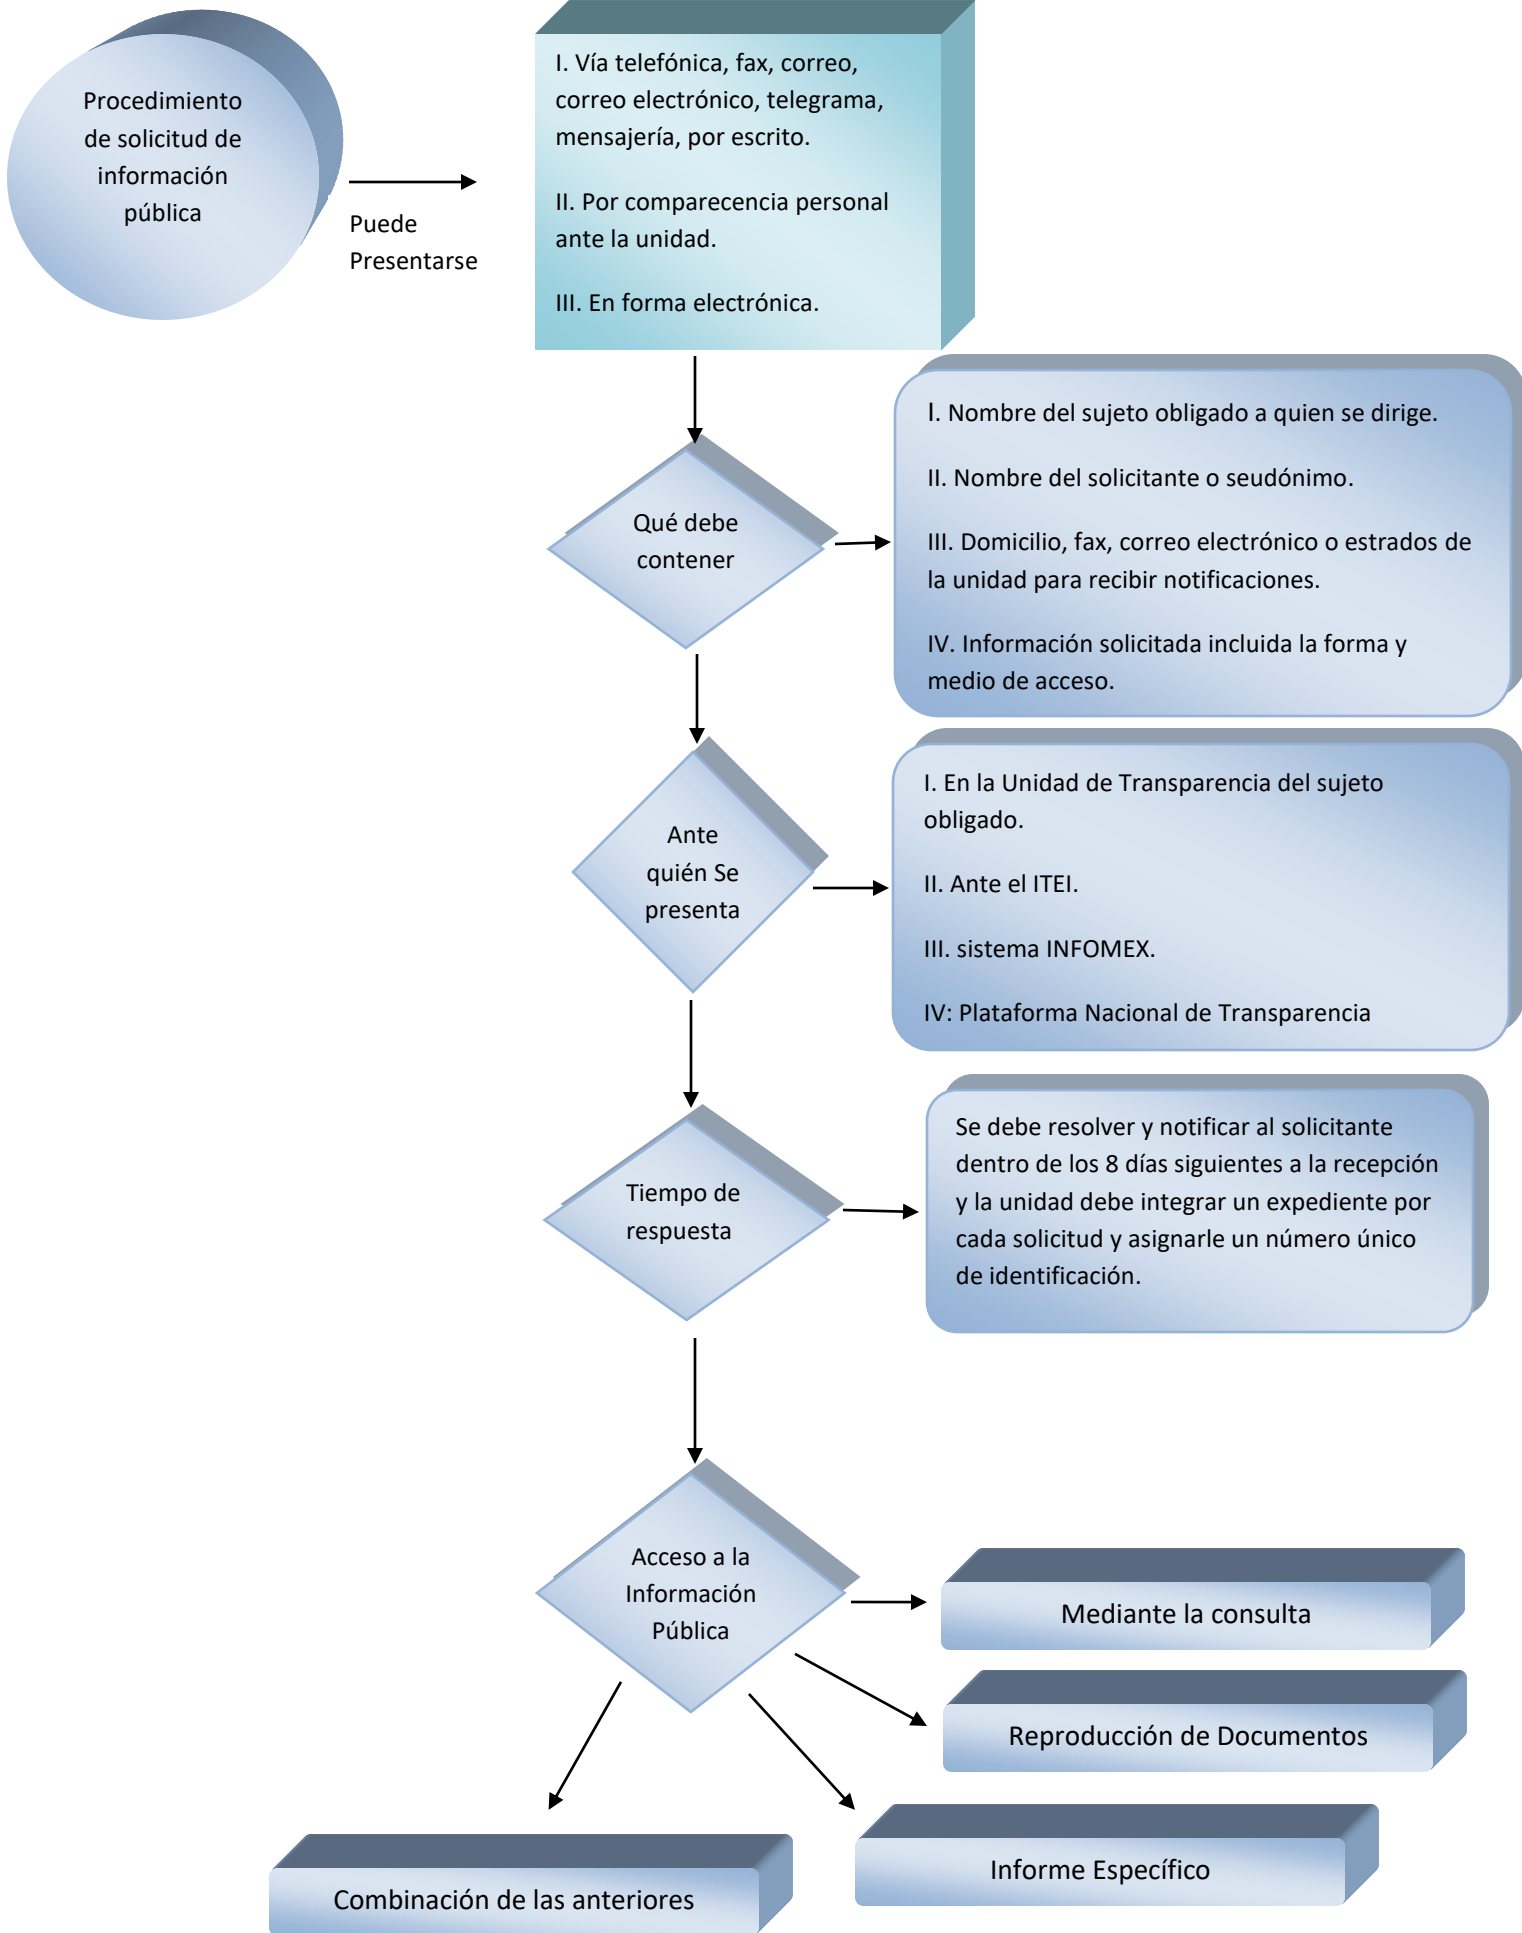 Procedimiento
de solicitud de
información
pública
Puede
Presentarse
I. Vía telefónica, fax, correo,
correo electrónico, telegrama,
mensajería, por escrito.
II. Por comparecencia personal
ante la unidad.
III. En forma electrónica.
Qué debe
contener
I. Nombre del sujeto obligado a quien se dirige.
II. Nombre del solicitante o seudónimo.
III. Domicilio, fax, correo electrónico o estrados de
la unidad para recibir notificaciones.
IV. Información solicitada incluida la forma y
medio de acceso.
Ante
quién Se
presenta
I. En la Unidad de Transparencia del sujeto
obligado.
II. Ante el ITEI.
III. sistema INFOMEX.
IV: Plataforma Nacional de Transparencia
Tiempo de
respuesta
Se debe resolver y notificar al solicitante
dentro de los 8 días siguientes a la recepción
y la unidad debe integrar un expediente por
cada solicitud y asignarle un número único
de identificación.
Acceso a la
Información
Pública
Mediante la consulta
Reproducción de Documentos
Informe Específico
Combinación de las anteriores